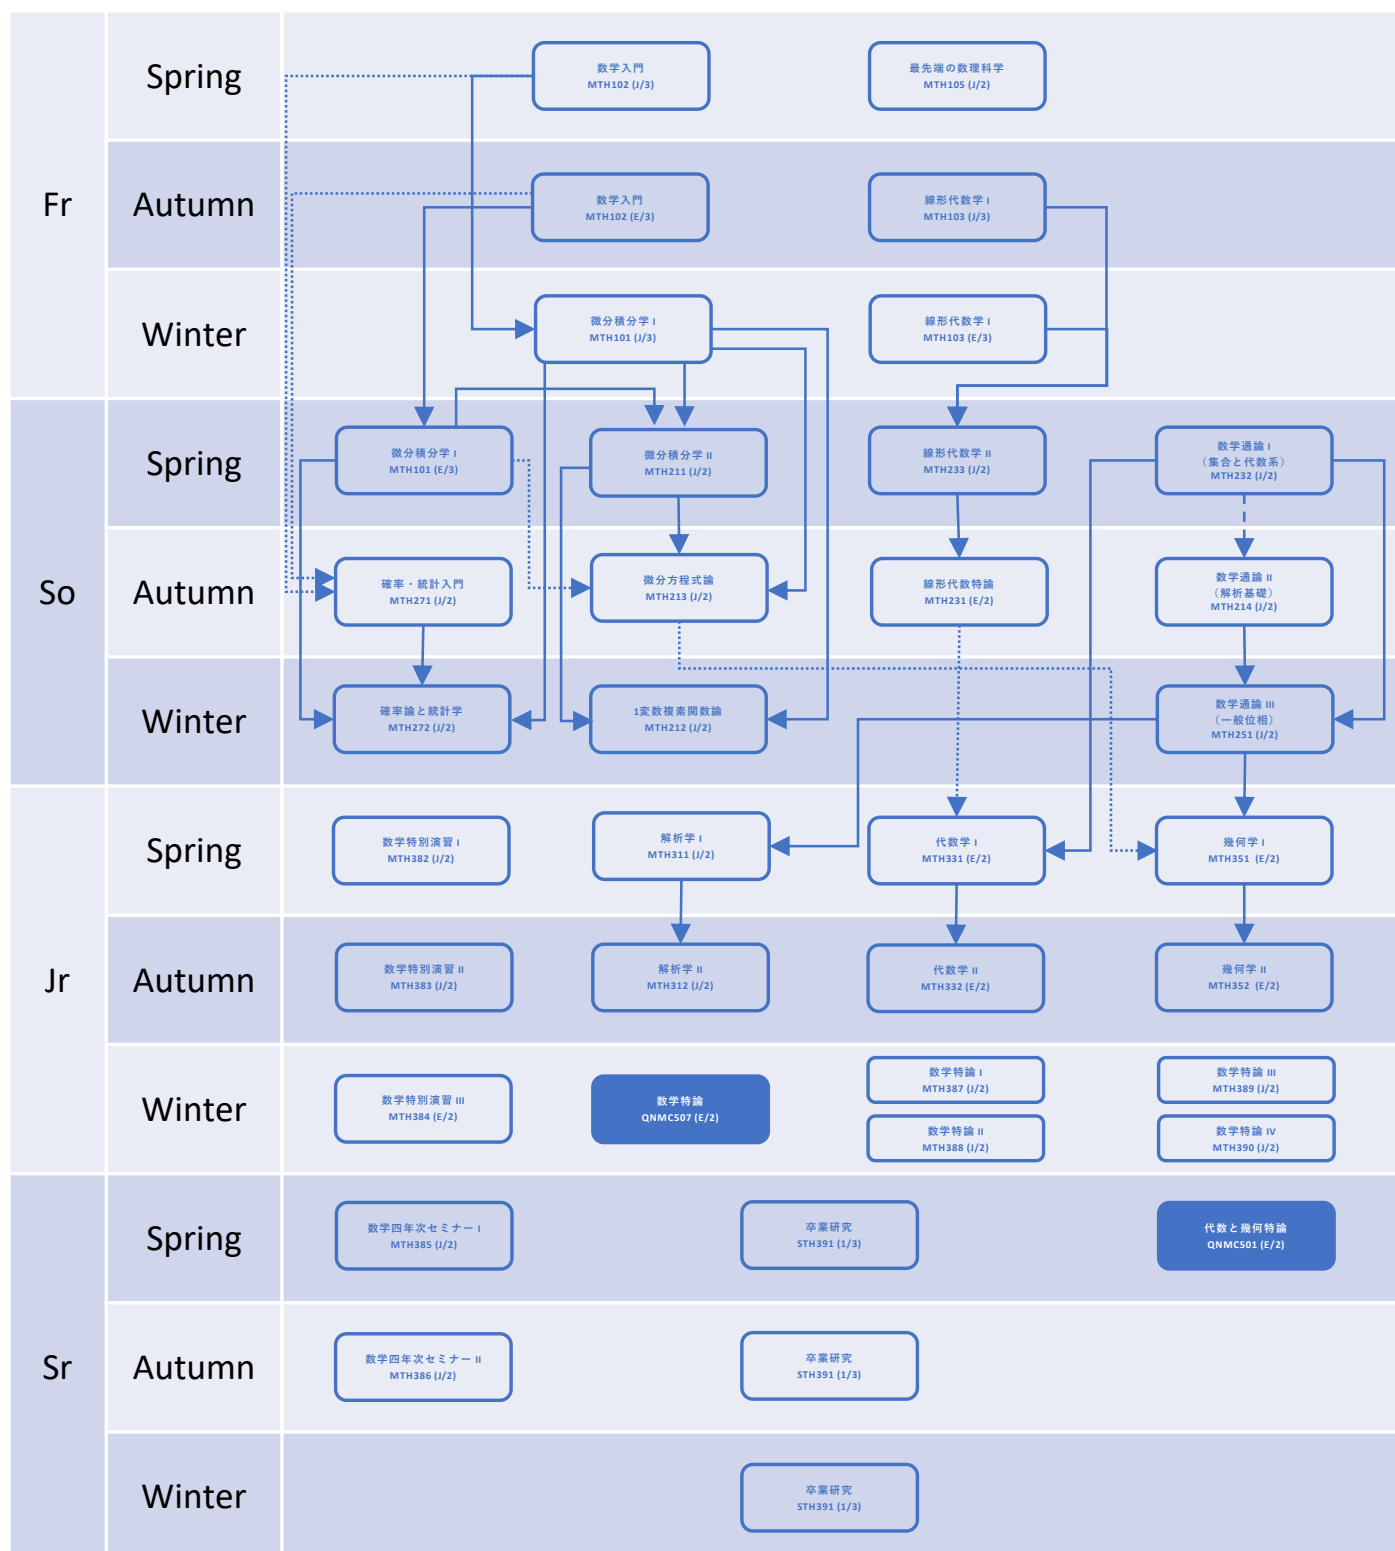 Fr
Spring
数学入門
MTH102 (J/3)
最先端の数理科学
MTH105 (J/2)
Autumn
数学入門
MTH102 (E/3)
線形代数学 I
MTH103 (J/3)
Winter
微分積分学 I
MTH101 (J/3)
線形代数学 I
MTH103 (E/3)
So
Spring
微分積分学 I
MTH101 (E/3)
微分積分学 II
MTH211 (J/2)
線形代数学 II
MTH233 (J/2)
数学通論 I
（集合と代数系）
MTH232 (J/2)
Autumn
確率・統計入門
MTH271 (J/2)
微分方程式論
MTH213 (J/2)
線形代数特論
MTH231 (E/2)
数学通論 II
（解析基礎）
MTH214 (J/2)
Winter
確率論と統計学
MTH272 (J/2)
1変数複素関数論
MTH212 (J/2)
数学通論 III
（一般位相）
MTH251 (J/2)
Jr
Spring
数学特別演習 I
MTH382 (J/2)
解析学 I
MTH311 (J/2)
代数学 I
MTH331 (E/2)
幾何学 I
MTH351 (E/2)
Autumn
数学特別演習 II
MTH383 (J/2)
解析学 II
MTH312 (J/2)
代数学 II
MTH332 (E/2)
幾何学 II
MTH352 (E/2)
Winter
数学特別演習 III
MTH384 (E/2)
数学特論
QNMC507 (E/2)
数学特論 I
MTH387 (J/2)
数学特論 II
MTH388 (J/2)
数学特論 III
MTH389 (J/2)
数学特論 IV
MTH390 (J/2)
Sr
Spring
数学四年次セミナー I
MTH385 (J/2)
卒業研究
STH391 (1/3)
代数と幾何特論
QNMC501 (E/2)
Autumn
数学四年次セミナー II
MTH386 (J/2)
卒業研究
STH391 (1/3)
Winter
卒業研究
STH391 (1/3)